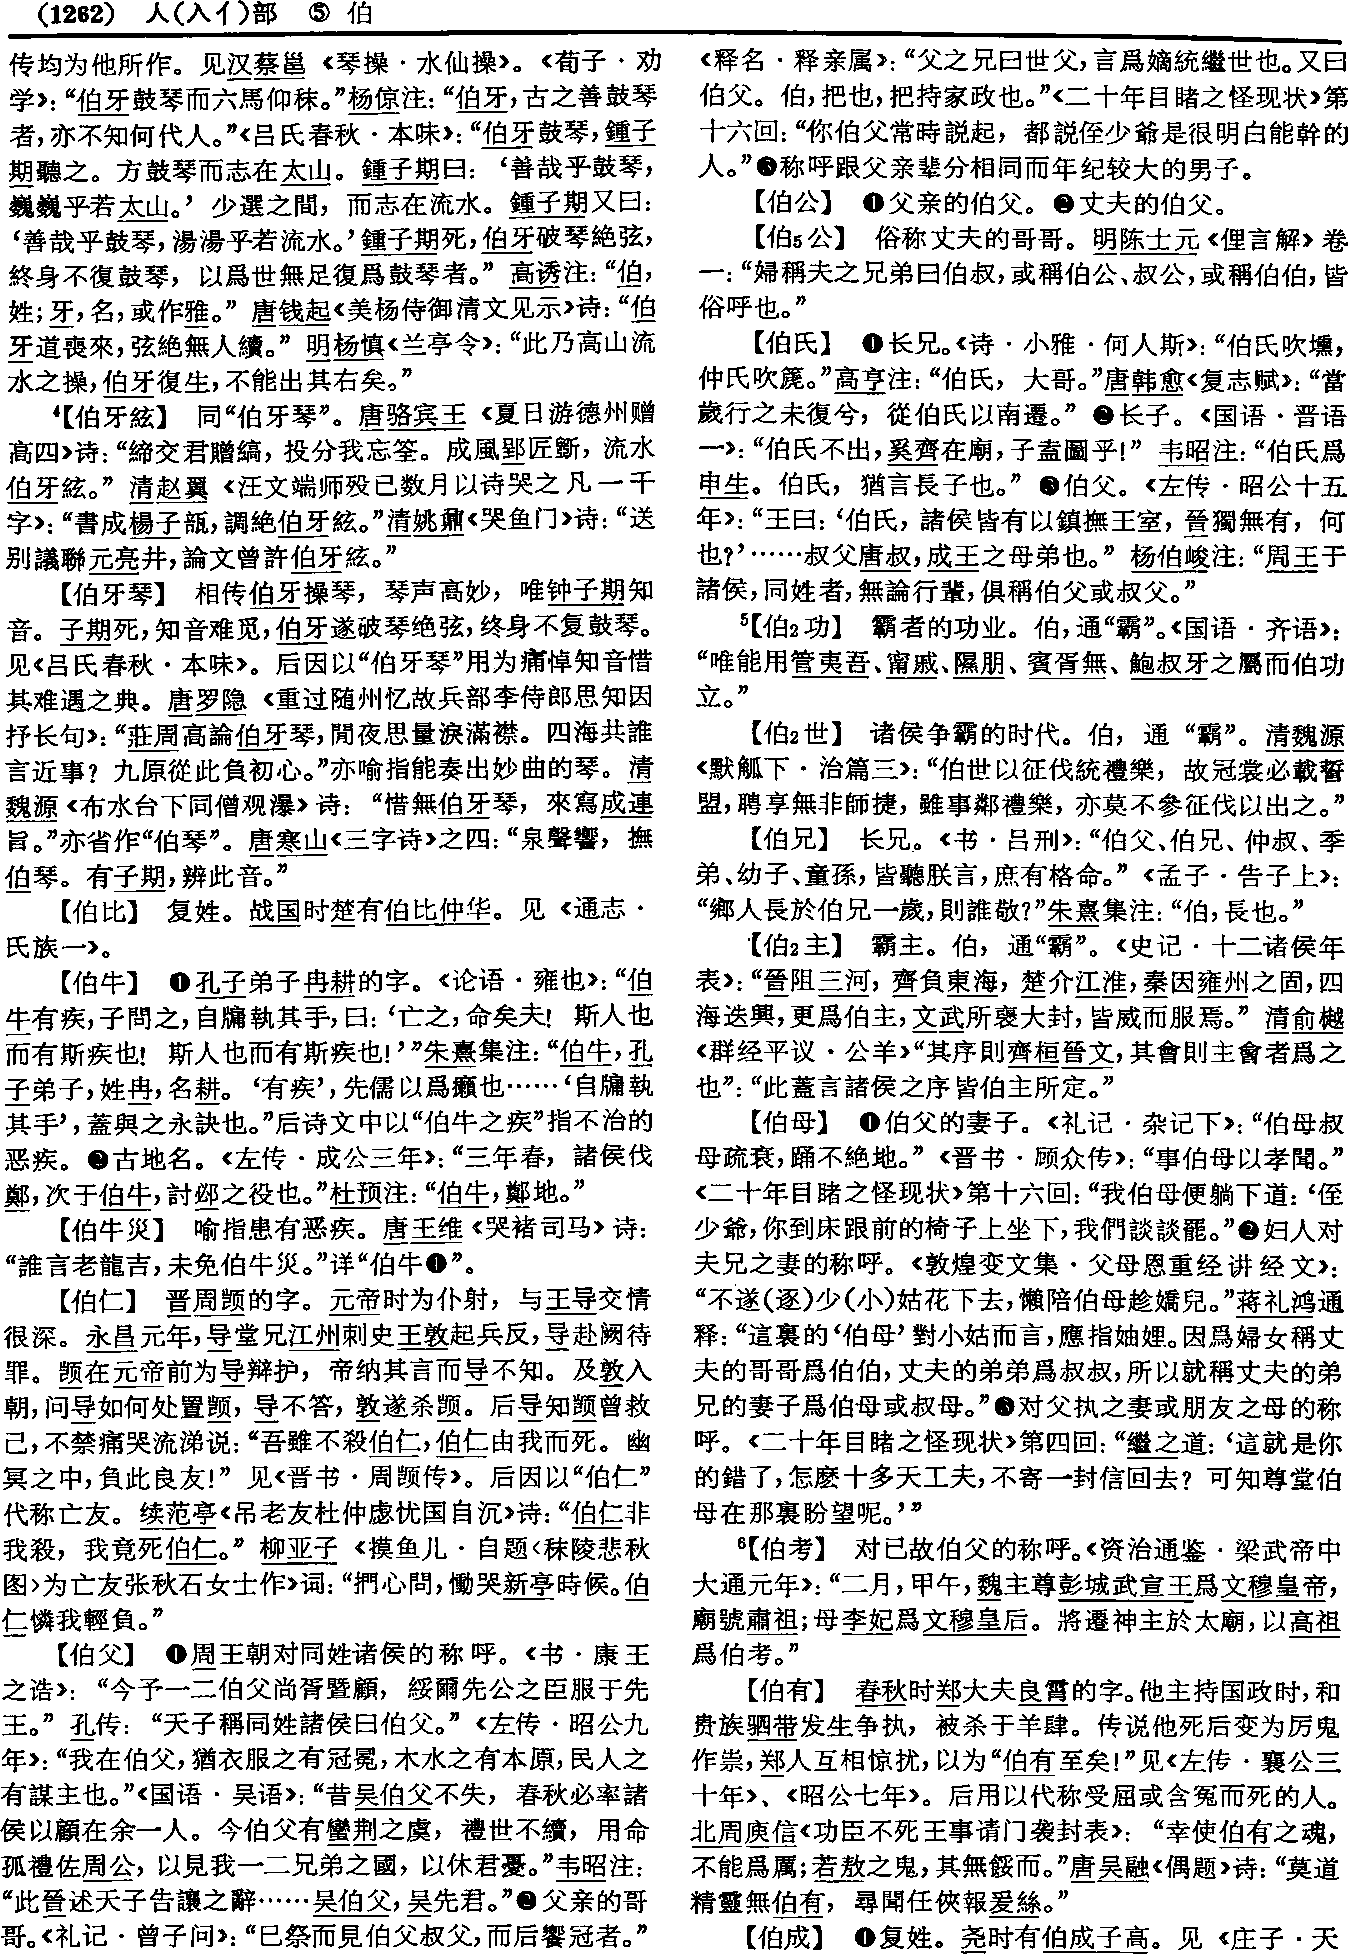 (1262) 人(入亻)部 ⑤ 伯
传均为他所作。见汉蔡邕《琴操·水仙操》。《荀子·劝
学》：“伯牙鼓琴而六馬仰秣。”杨倞注：“伯牙，古之善鼓琴
者，亦不知何代人。”《吕氏春秋·本味》：“伯牙鼓琴，鍾子
期聽之。方鼓琴而志在太山。鍾子期曰：‘善哉乎鼓琴，
巍巍乎若太山。’少選之間，而志在流水。鍾子期又曰：
‘善哉乎鼓琴，湯湯乎若流水。’鍾子期死，伯牙破琴絶弦，
終身不復鼓琴，以爲世無足復爲鼓琴者。”高诱注：“伯，
姓；牙，名，或作雅。”唐钱起《美杨侍御清文见示》诗：“伯
牙道喪來，弦絶無人續。”明杨慎《兰亭令》：“此乃高山流
水之操，伯牙復生，不能出其右矣。”
⁴【伯牙絃】 同“伯牙琴”。唐骆宾王《夏日游德州赠
高四》诗：“締交君贈縞，投分我忘筌。成風郢匠斵，流水
伯牙絃。”清赵翼《汪文端师殁已数月以诗哭之凡一千
字》：“書成楊子瓿，調絶伯牙絃。”清姚鼐《哭鱼门》诗：“送
别議聯元亮井，論文曾許伯牙絃。”
【伯牙琴】 相传伯牙操琴，琴声高妙，唯钟子期知
音。子期死，知音难觅，伯牙遂破琴绝弦，终身不复鼓琴。
见《吕氏春秋·本味》。后因以“伯牙琴”用为痛悼知音惜
其难遇之典。唐罗隐《重过随州忆故兵部李侍郎恩知因
抒长句》：“莊周高論伯牙琴，閒夜思量淚滿襟。四海共誰
言近事？九原從此負初心。”亦喻指能奏出妙曲的琴。清
魏源《布水台下同僧观瀑》诗：“惜無伯牙琴，來寫成連
旨。”亦省作“伯琴”。唐寒山《三字诗》之四：“泉聲響，撫
伯琴。有子期，辨此音。”
【伯比】 复姓。战国时楚有伯比仲华。见《通志·
氏族一》。
【伯牛】 ❶孔子弟子冉耕的字。《论语·雍也》：“伯
牛有疾，子問之，自牖執其手，曰：‘亡之，命矣夫！斯人也
而有斯疾也！斯人也而有斯疾也！’”朱熹集注：“伯牛，孔
子弟子，姓冉，名耕。‘有疾’，先儒以爲癩也……‘自牖執
其手’，蓋與之永訣也。”后诗文中以“伯牛之疾”指不治的
恶疾。❷古地名。《左传·成公三年》：“三年春，諸侯伐
鄭，次于伯牛，討邲之役也。”杜预注：“伯牛，鄭地。”
【伯牛災】 喻指患有恶疾。唐王维《哭褚司马》诗：
“誰言老龍吉，未免伯牛災。”详“伯牛❶”。
【伯仁】 晋周顗的字。元帝时为仆射，与王导交情
很深。永昌元年，导堂兄江州刺史王敦起兵反，导赴阙待
罪。顗在元帝前为导辩护，帝纳其言而导不知。及敦入
朝，问导如何处置顗，导不答，敦遂杀顗。后导知顗曾救
己，不禁痛哭流涕说：“吾雖不殺伯仁，伯仁由我而死。幽
冥之中，負此良友！”见《晋书·周顗传》。后因以“伯仁”
代称亡友。续范亭《吊老友杜仲虑忧国自沉》诗：“伯仁非
我殺，我竟死伯仁。”柳亚子《摸鱼儿·自题〈秣陵悲秋
图〉为亡友张秋石女士作》词：“捫心問，慟哭新亭時候。伯
仁憐我輕負。”
【伯父】 ❶周王朝对同姓诸侯的称呼。《书·康王
之诰》：“今予一二伯父尚胥暨顧，綏爾先公之臣服于先
王。”孔传：“天子稱同姓諸侯曰伯父。”《左传·昭公九
年》：“我在伯父，猶衣服之有冠冕，木水之有本原，民人之
有謀主也。”《国语·吴语》：“昔吴伯父不失，春秋必率諸
侯以顧在余一人。今伯父有蠻荆之虞，禮世不續，用命
孤禮佐周公，以見我一二兄弟之國，以休君憂。”韦昭注：
“此晉述天子告讓之辭……吴伯父，吴先君。”❷父亲的哥
哥。《礼记·曾子问》：“已祭而見伯父叔父，而后饗冠者。”
《释名·释亲属》：“父之兄曰世父，言爲嫡統繼世也。又曰
伯父。伯，把也，把持家政也。”《二十年目睹之怪现状》第
十六回：“你伯父常時説起，都説侄少爺是很明白能幹的
人。”❸称呼跟父亲辈分相同而年纪较大的男子。
【伯公】 ❶父亲的伯父。❷丈夫的伯父。
【伯₅公】 俗称丈夫的哥哥。明陈士元《俚言解》卷
一：“婦稱夫之兄弟曰伯叔，或稱伯公、叔公，或稱伯伯，皆
俗呼也。”
【伯氏】 ❶长兄。《诗·小雅·何人斯》：“伯氏吹壎，
仲氏吹篪。”高亨注：“伯氏，大哥。”唐韩愈《复志赋》：“當
歲行之未復兮，從伯氏以南遷。”❷长子。《国语·晋语
一》：“伯氏不出，奚齊在廟，子盍圖乎！”韦昭注：“伯氏爲
申生。伯氏，猶言長子也。”❸伯父。《左传·昭公十五
年》：“王曰：‘伯氏，諸侯皆有以鎮撫王室，晉獨無有，何
也？’……叔父唐叔，成王之母弟也。”杨伯峻注：“周王于
諸侯，同姓者，無論行輩，俱稱伯父或叔父。”
⁵【伯₂功】 霸者的功业。伯，通“霸”。《国语·齐语》：
“唯能用管夷吾、甯戚、隰朋、賓胥無、鮑叔牙之屬而伯功
立。”
【伯₂世】 诸侯争霸的时代。伯，通“霸”。清魏源
《默觚下·治篇三》：“伯世以征伐統禮樂，故冠裳必載誓
盟，聘享無非師捷，雖事鄰禮樂，亦莫不參征伐以出之。”
【伯兄】 长兄。《书·吕刑》：“伯父、伯兄、仲叔、季
弟、幼子、童孫，皆聽朕言，庶有格命。”《孟子·告子上》：
“鄉人長於伯兄一歲，則誰敬？”朱熹集注：“伯，長也。”
【伯₂主】 霸主。伯，通“霸”。《史记·十二诸侯年
表》：“晉阻三河，齊負東海，楚介江淮，秦因雍州之固，四
海迭興，更爲伯主，文武所褒大封，皆威而服焉。”清俞樾
《群经平议·公羊》“其序則齊桓晉文，其會則主會者爲之
也”：“此蓋言諸侯之序皆伯主所定。”
【伯母】 ❶伯父的妻子。《礼记·杂记下》：“伯母叔
母疏衰，踊不絶地。”《晋书·顾众传》：“事伯母以孝聞。”
《二十年目睹之怪现状》第十六回：“我伯母便躺下道：‘侄
少爺，你到床跟前的椅子上坐下，我們談談罷。”❷妇人对
夫兄之妻的称呼。《敦煌变文集·父母恩重经讲经文》：
“不遂(逐)少(小)姑花下去，懶陪伯母趁嬌兒。”蒋礼鸿通
释：“這裏的‘伯母’對小姑而言，應指妯娌。因爲婦女稱丈
夫的哥哥爲伯伯，丈夫的弟弟爲叔叔，所以就稱丈夫的弟
兄的妻子爲伯母或叔母。”❸对父执之妻或朋友之母的称
呼。《二十年目睹之怪现状》第四回：“繼之道：‘這就是你
的錯了，怎麽十多天工夫，不寄一封信回去？可知尊堂伯
母在那裏盼望呢。’”
⁶【伯考】 对已故伯父的称呼。《资治通鉴·梁武帝中
大通元年》：“二月，甲午，魏主尊彭城武宣王爲文穆皇帝，
廟號肅祖；母李妃爲文穆皇后。將遷神主於太廟，以高祖
爲伯考。”
【伯有】 春秋时郑大夫良霄的字。他主持国政时，和
贵族驷带发生争执，被杀于羊肆。传说他死后变为厉鬼
作祟，郑人互相惊扰，以为“伯有至矣！”见《左传·襄公三
十年》、《昭公七年》。后用以代称受屈或含冤而死的人。
北周庾信《功臣不死王事请门袭封表》：“幸使伯有之魂，
不能爲厲；若敖之鬼，其無餒而。”唐吴融《偶题》诗：“莫道
精靈無伯有，尋聞任俠報爰絲。”
【伯成】 ❶复姓。尧时有伯成子高。见《庄子·天